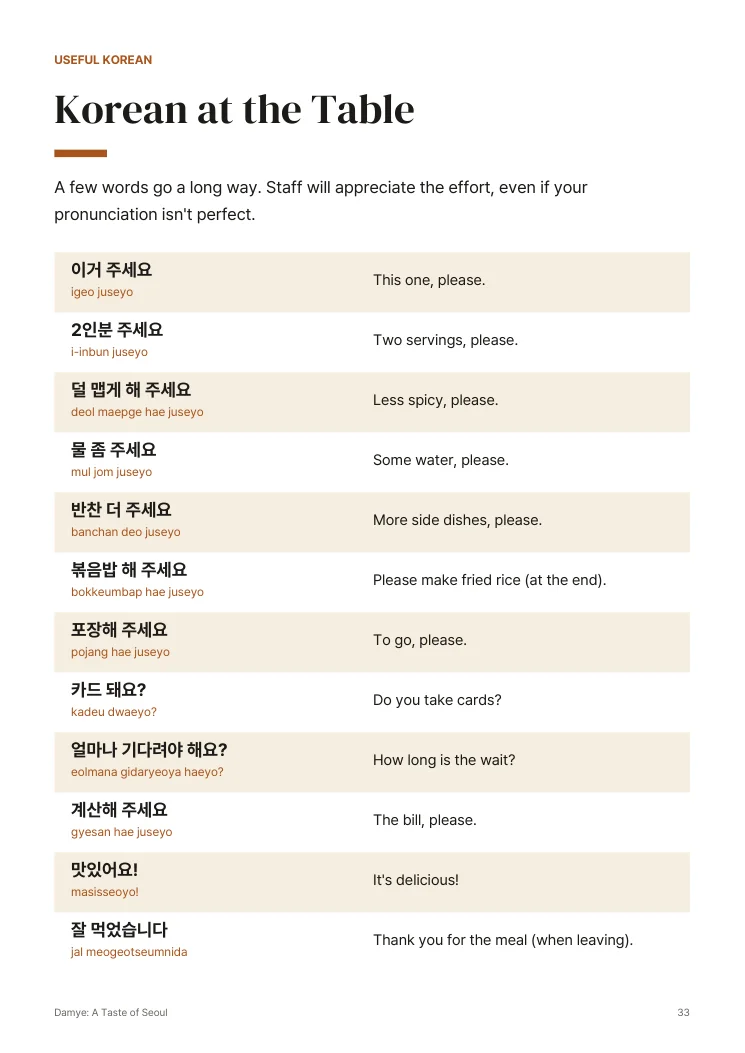 USEFUL KOREAN
Korean at the Table
A few words go a long way. Staff will appreciate the effort, even if your
pronunciation isn't perfect.
이거 주세요
igeo juseyo
This one, please.
2인분 주세요
i-inbun juseyo
Two servings, please.
덜 맵게 해 주세요
deol maepge hae juseyo
Less spicy, please.
물 좀 주세요
mul jom juseyo
Some water, please.
반찬 더 주세요
banchan deo juseyo
More side dishes, please.
볶음밥 해 주세요
bokkeumbap hae juseyo
Please make fried rice (at the end).
포장해 주세요
pojang hae juseyo
To go, please.
카드 돼요?
kadeu dwaeyo?
Do you take cards?
얼마나 기다려야 해요?
eolmana gidaryeoya haeyo?
How long is the wait?
계산해 주세요
gyesan hae juseyo
The bill, please.
맛있어요!
masisseoyo!
It's delicious!
잘 먹었습니다
jal meogeotseumnida
Thank you for the meal (when leaving).
Damye: A Taste of Seoul
33